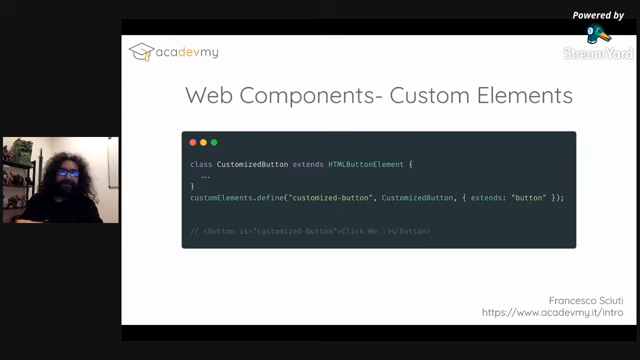 Powered by
StreamYard
acadevmy
Web Components- Custom Elements
class CustomizedButton extends HTMLButtonElement {
...
}
customElements.define("customized-button", CustomizedButton, { extends: "button" });
// <button is="customized-button">Click Me :)</button>
Francesco Sciuti
https://www.acadevmy.it/intro